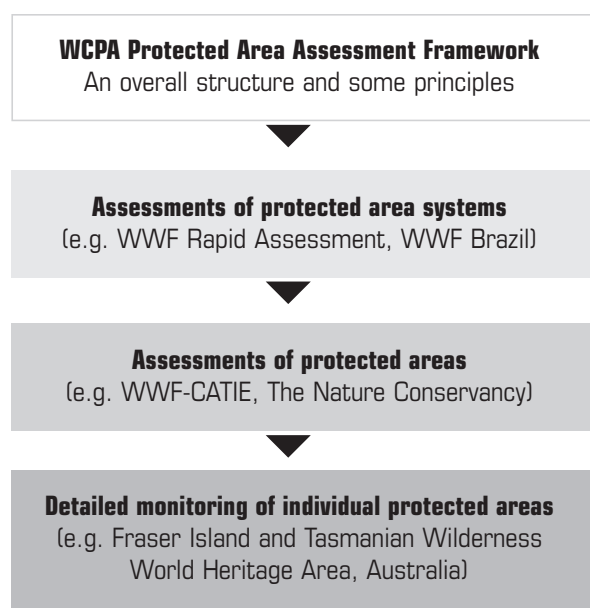 WCPA Protected Area Assessment Framework
An overall structure and some principles
Assessments of protected area systems
(e.g. WWF Rapid Assessment, WWF Brazil)
Assessments of protected areas
(e.g. WWF-CATIE, The Nature Conservancy)
Detailed monitoring of individual protected areas
(e.g. Fraser Island and Tasmanian Wilderness
World Heritage Area, Australia)